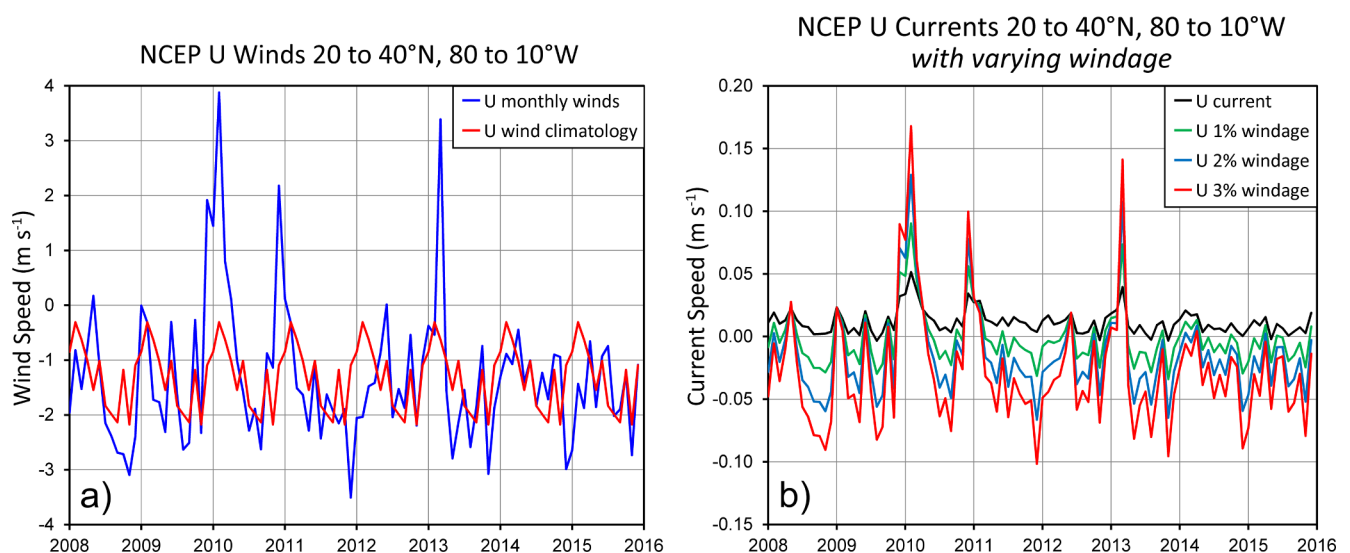 NCEP U Winds 20 to 40°N, 80 to 10°W
U monthly winds
U wind climatology
Wind Speed (m s-1)
4
3
2
1
0
-1
-2
-3
-4
a)
2008 2009 2010 2011 2012 2013 2014 2015 2016
NCEP U Currents 20 to 40°N, 80 to 10°W
with varying windage
U current
U 1% windage
U 2% windage
U 3% windage
Current Speed (m s-1)
0.20
0.15
0.10
0.05
0.00
-0.05
-0.10
-0.15
b)
2008 2009 2010 2011 2012 2013 2014 2015 2016